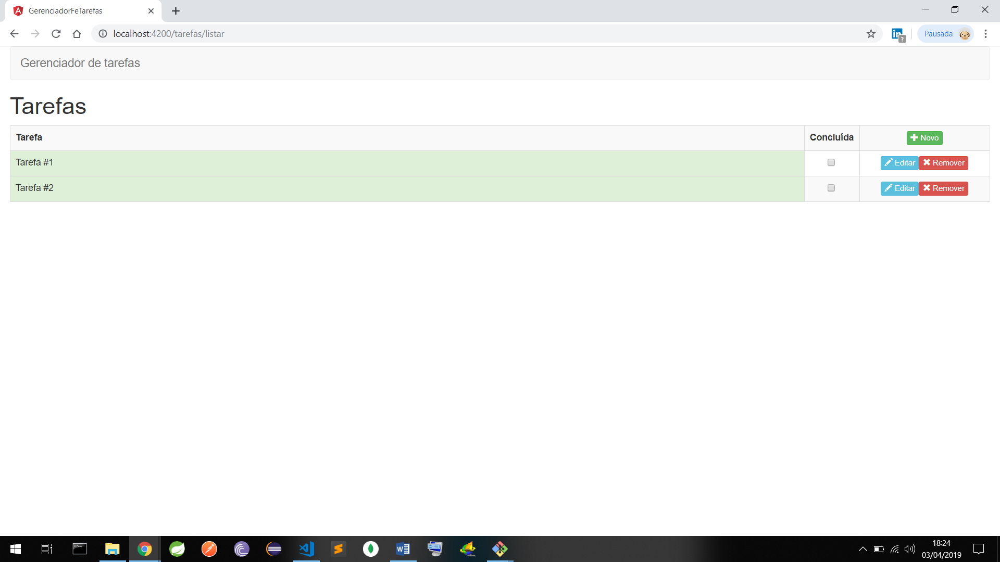 GerenciadorFeTarefas
localhost:4200/tarefas/listar
Pausada
Gerenciador de tarefas
Tarefas
Tarefa Concluída Novo
Tarefa #1 Editar Remover
Tarefa #2 Editar Remover
18:24
03/04/2019